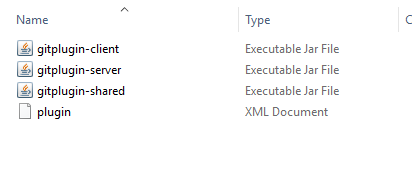 Name Type C
gitplugin-client Executable Jar File
gitplugin-server Executable Jar File
gitplugin-shared Executable Jar File
plugin XML Document